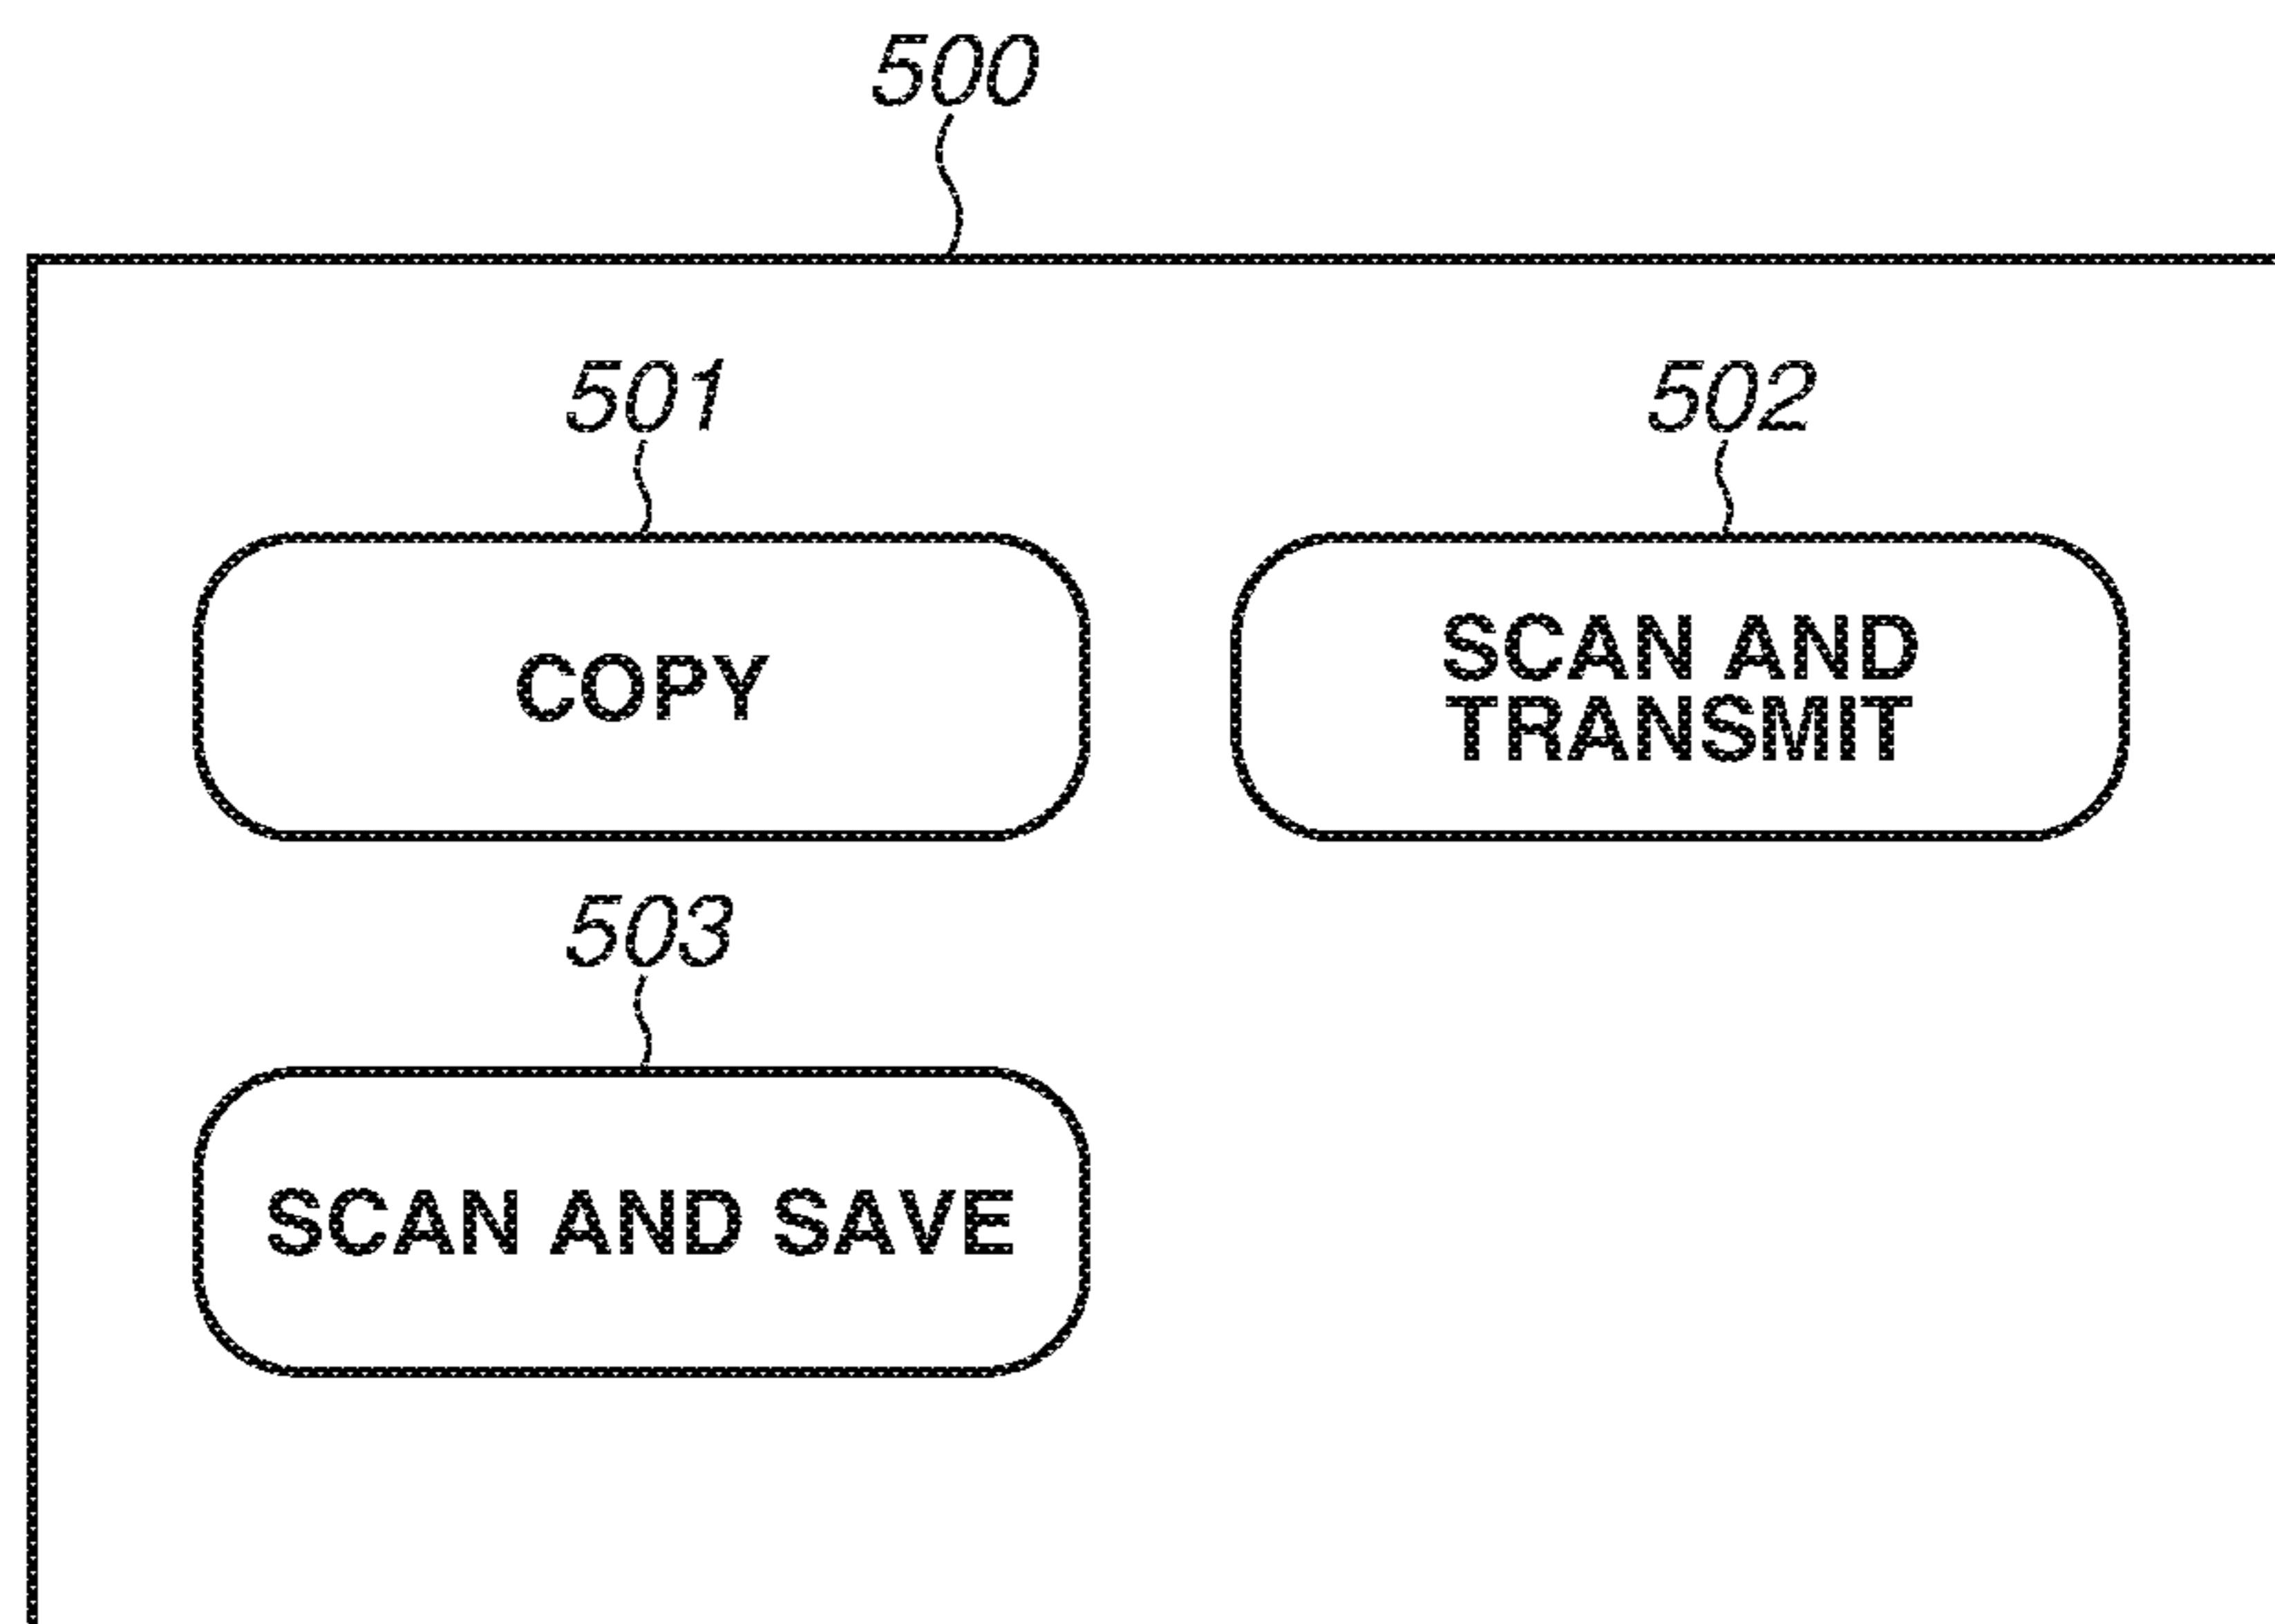 500
501
502
COPY
SCAN AND
TRANSMIT
503
SCAN AND SAVE